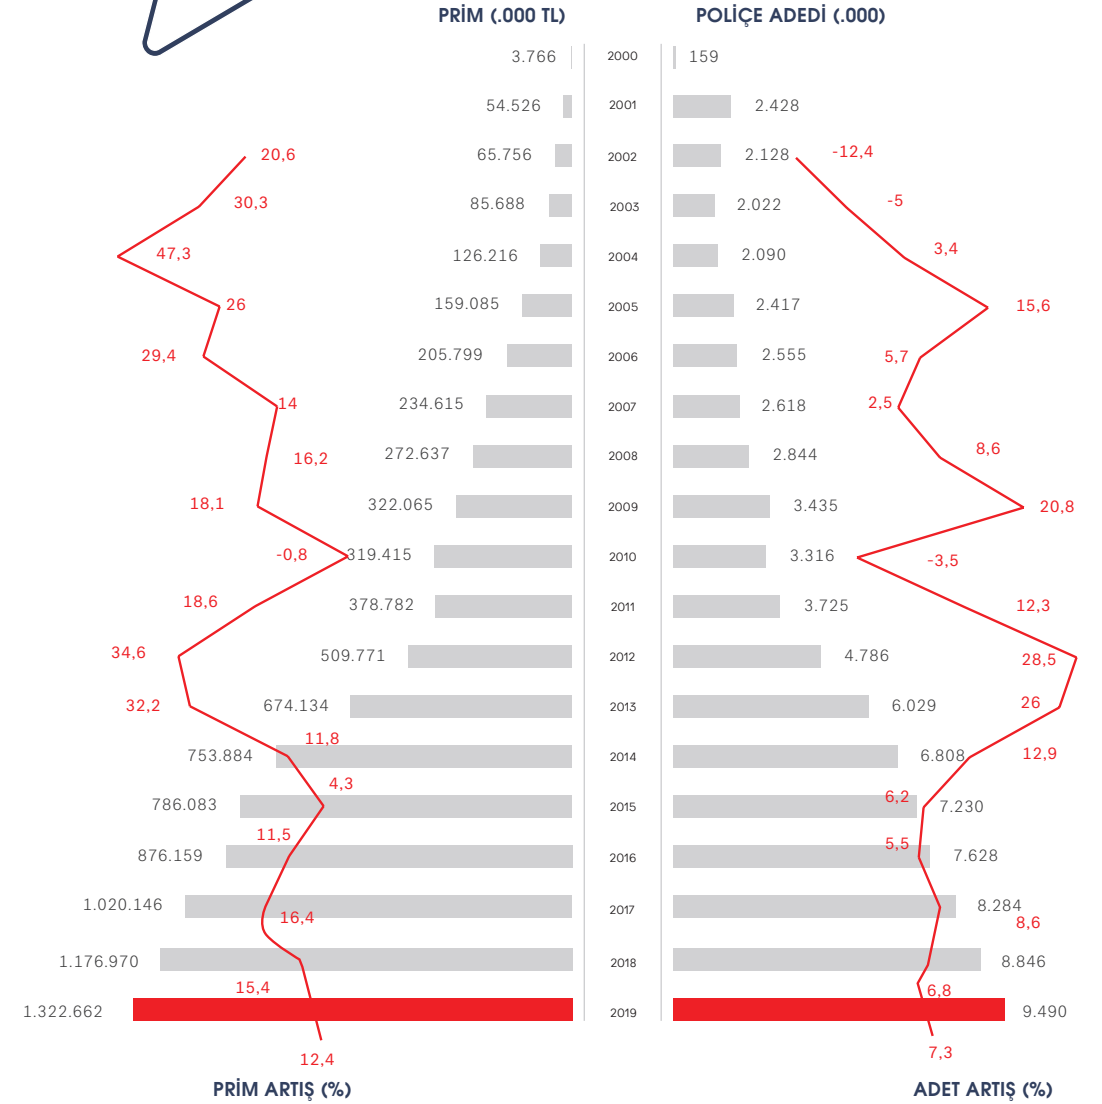 PRİM (.000 TL) POLİÇE ADEDİ (.000)
3.766 2000 159
54.526 2001 2.428
20,6 65.756 2002 2.128 -12,4
30,3 85.688 2003 2.022 -5
47,3 126.216 2004 2.090 3,4
26 159.085 2005 2.417 15,6
29,4 205.799 2006 2.555 5,7
14 234.615 2007 2.618 2,5
16,2 272.637 2008 2.844 8,6
18,1 322.065 2009 3.435 20,8
-0,8 319.415 2010 3.316 -3,5
18,6 378.782 2011 3.725 12,3
34,6 509.771 2012 4.786 28,5
32,2 674.134 2013 6.029 26
753.884 11,8 2014 6.808 12,9
786.083 4,3 2015 6,2 7.230
876.159 11,5 2016 5,5 7.628
1.020.146 16,4 2017 8.284 8,6
1.176.970 15,4 2018 8.846 6,8
1.322.662 2019 9.490
12,4 7,3
PRİM ARTIŞ (%) ADET ARTIŞ (%)